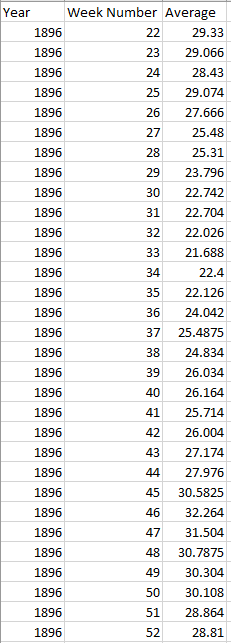 Year Week Number Average
1896 22 29.33
1896 23 29.066
1896 24 28.43
1896 25 29.074
1896 26 27.666
1896 27 25.48
1896 28 25.31
1896 29 23.796
1896 30 22.742
1896 31 22.704
1896 32 22.026
1896 33 21.688
1896 34 22.4
1896 35 22.126
1896 36 24.042
1896 37 25.4875
1896 38 24.834
1896 39 26.034
1896 40 26.164
1896 41 25.714
1896 42 26.004
1896 43 27.174
1896 44 27.976
1896 45 30.5825
1896 46 32.264
1896 47 31.504
1896 48 30.7875
1896 49 30.304
1896 50 30.108
1896 51 28.864
1896 52 28.81